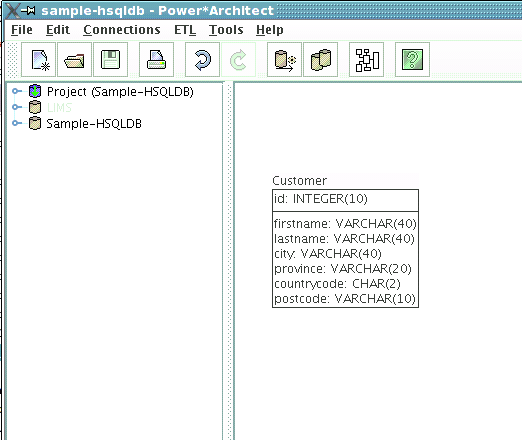 sample-hsqldb - Power*Architect
File Edit Connections ETL Tools Help
Project (Sample-HSQLDB)
LIMS
Sample-HSQLDB
Customer
id: INTEGER(10)
firstname: VARCHAR(40)
lastname: VARCHAR(40)
city: VARCHAR(40)
province: VARCHAR(20)
countrycode: CHAR(2)
postcode: VARCHAR(10)